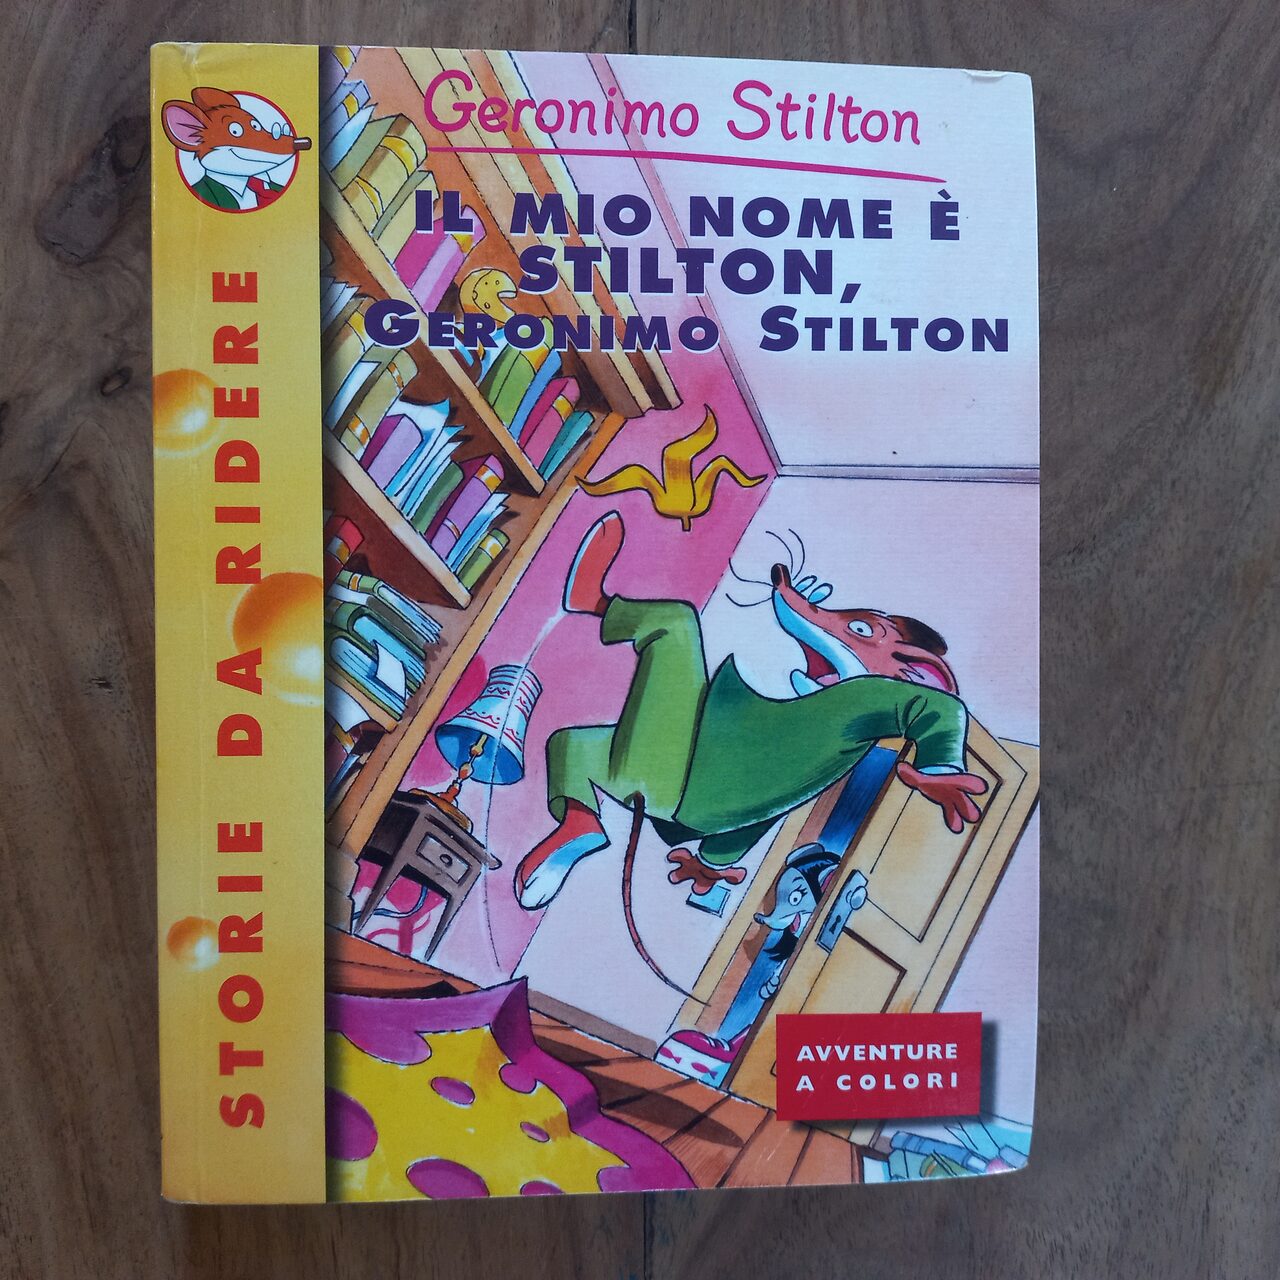 Geronimo Stilton
IL MIO NOME È
STILTON,
GERONIMO STILTON
STORIE DA RIDERE
AVVENTURE
A COLORI